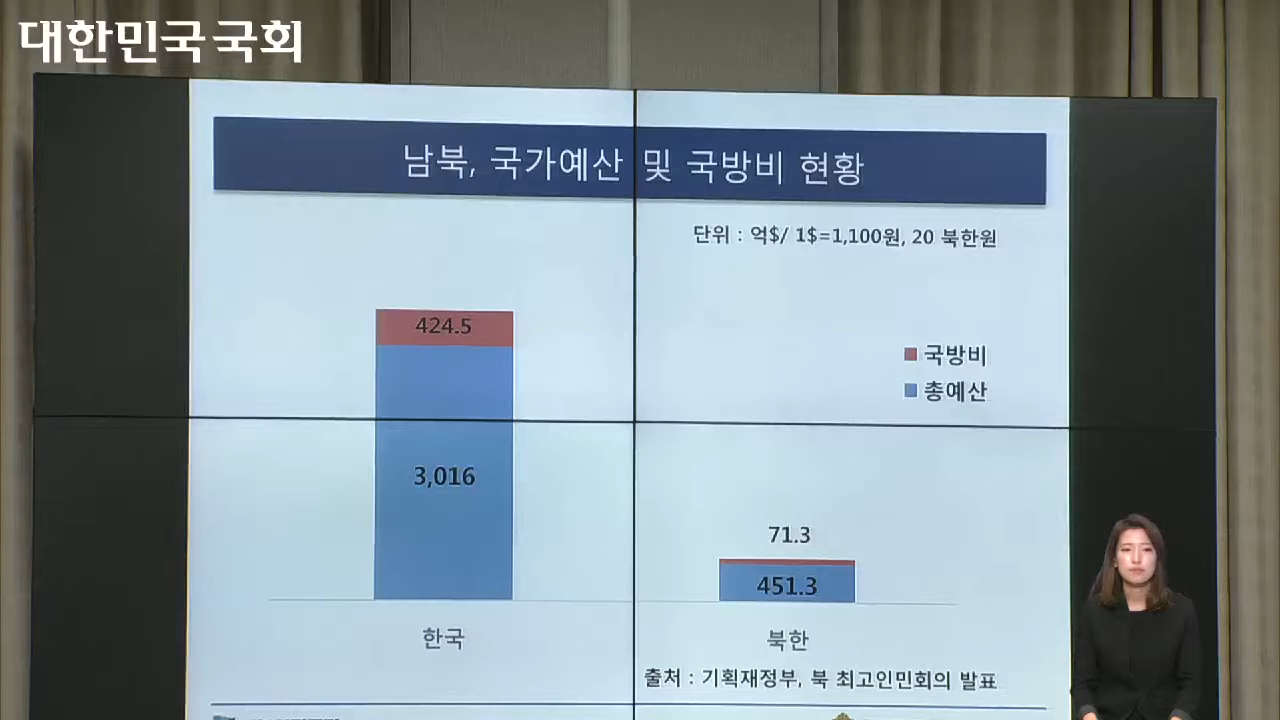 대한민국국회
남북, 국가예산 및 국방비 현황
단위 : 억$/ 1$=1,100원, 20 북한원
424.5
국방비
총예산
3,016
71.3
451.3
한국
북한
출처 : 기획재정부, 북 최고인민회의 발표